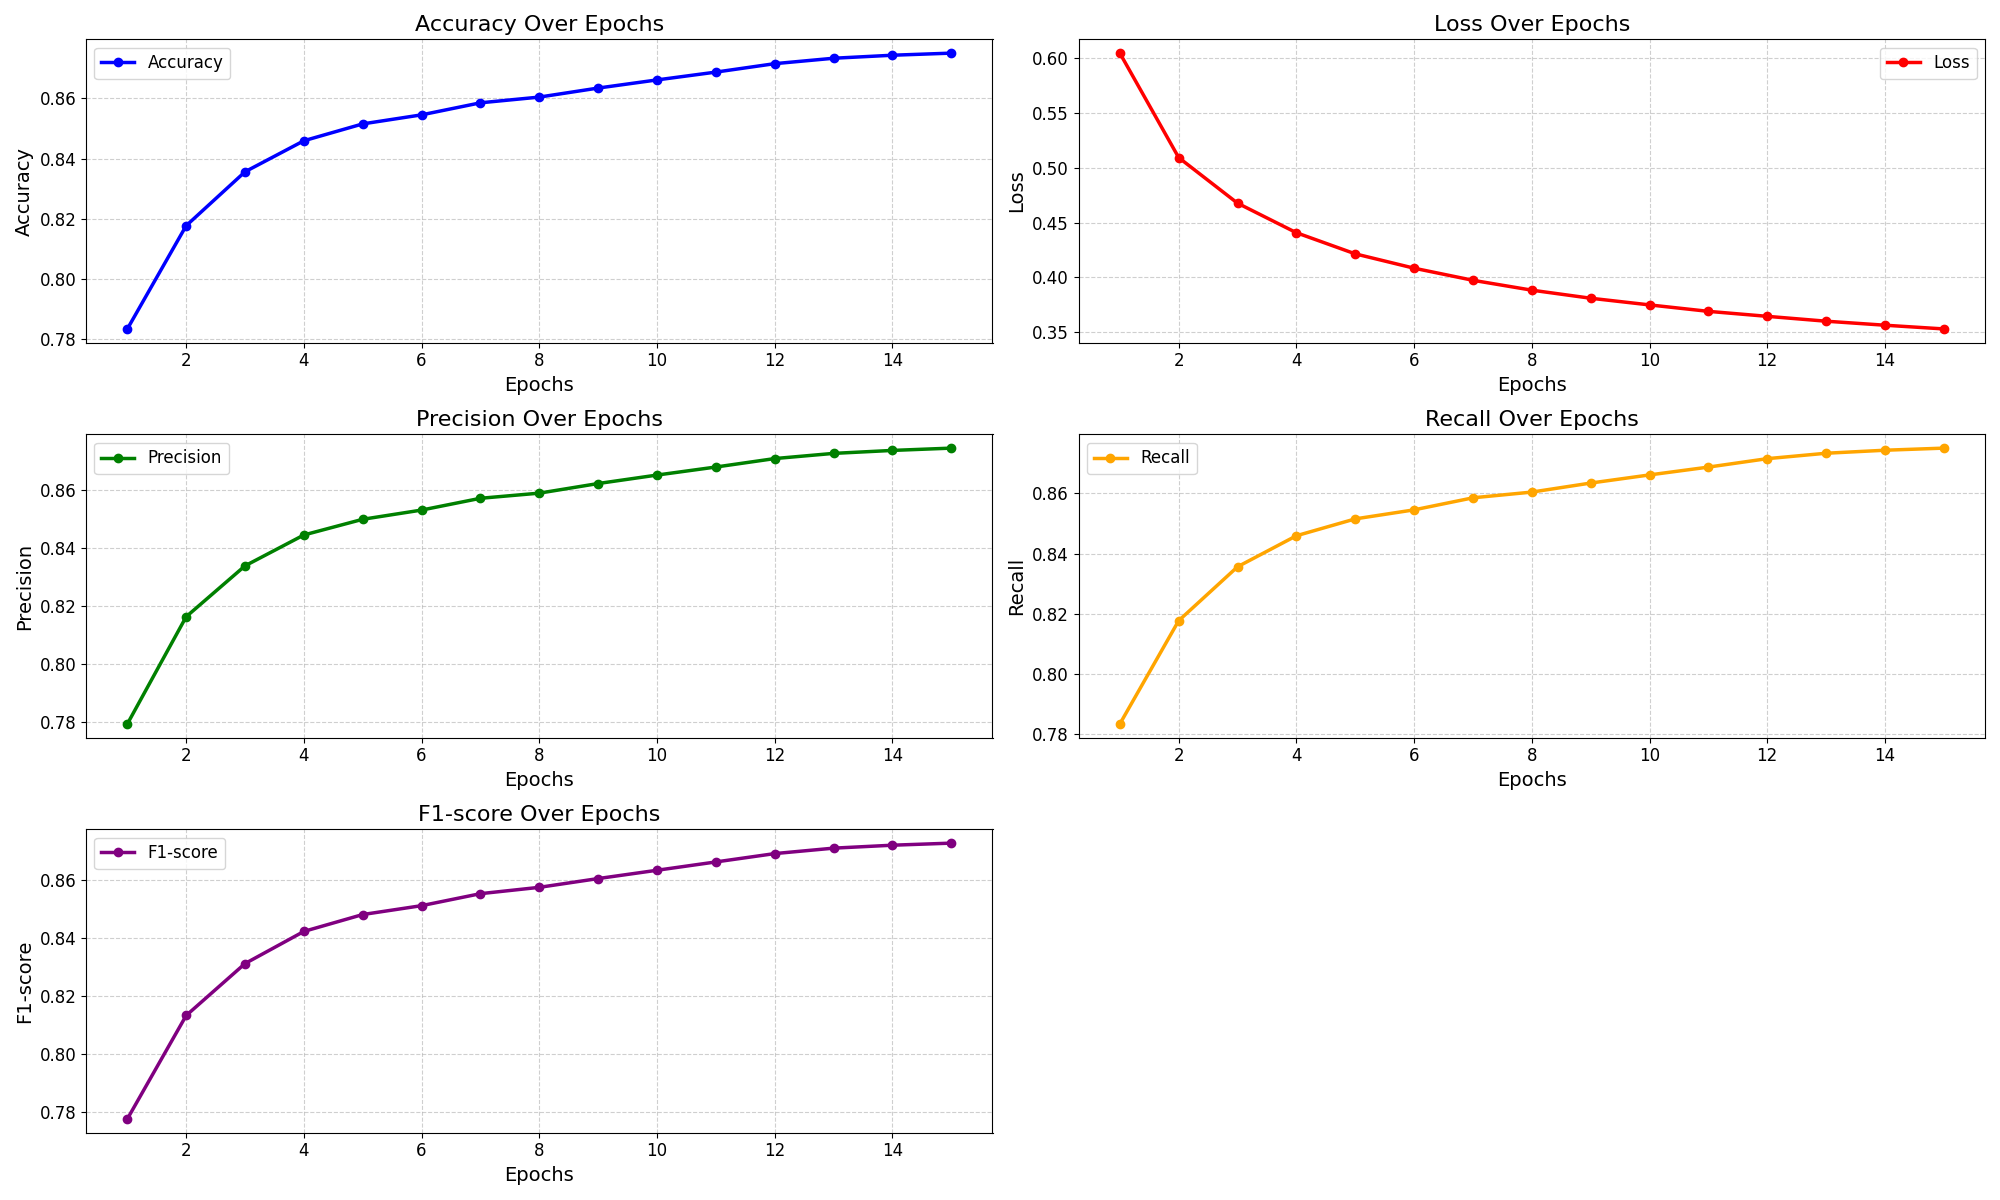 Accuracy Over Epochs
Accuracy
0.86
0.84
0.82
0.80
0.78
Accuracy
2 4 6 8 10 12 14
Epochs
Loss Over Epochs
Loss
0.60
0.55
0.50
0.45
0.40
0.35
Loss
2 4 6 8 10 12 14
Epochs
Precision Over Epochs
Precision
0.86
0.84
0.82
0.80
0.78
Precision
2 4 6 8 10 12 14
Epochs
Recall Over Epochs
Recall
0.86
0.84
0.82
0.80
0.78
Recall
2 4 6 8 10 12 14
Epochs
F1-score Over Epochs
F1-score
0.86
0.84
0.82
0.80
0.78
F1-score
2 4 6 8 10 12 14
Epochs